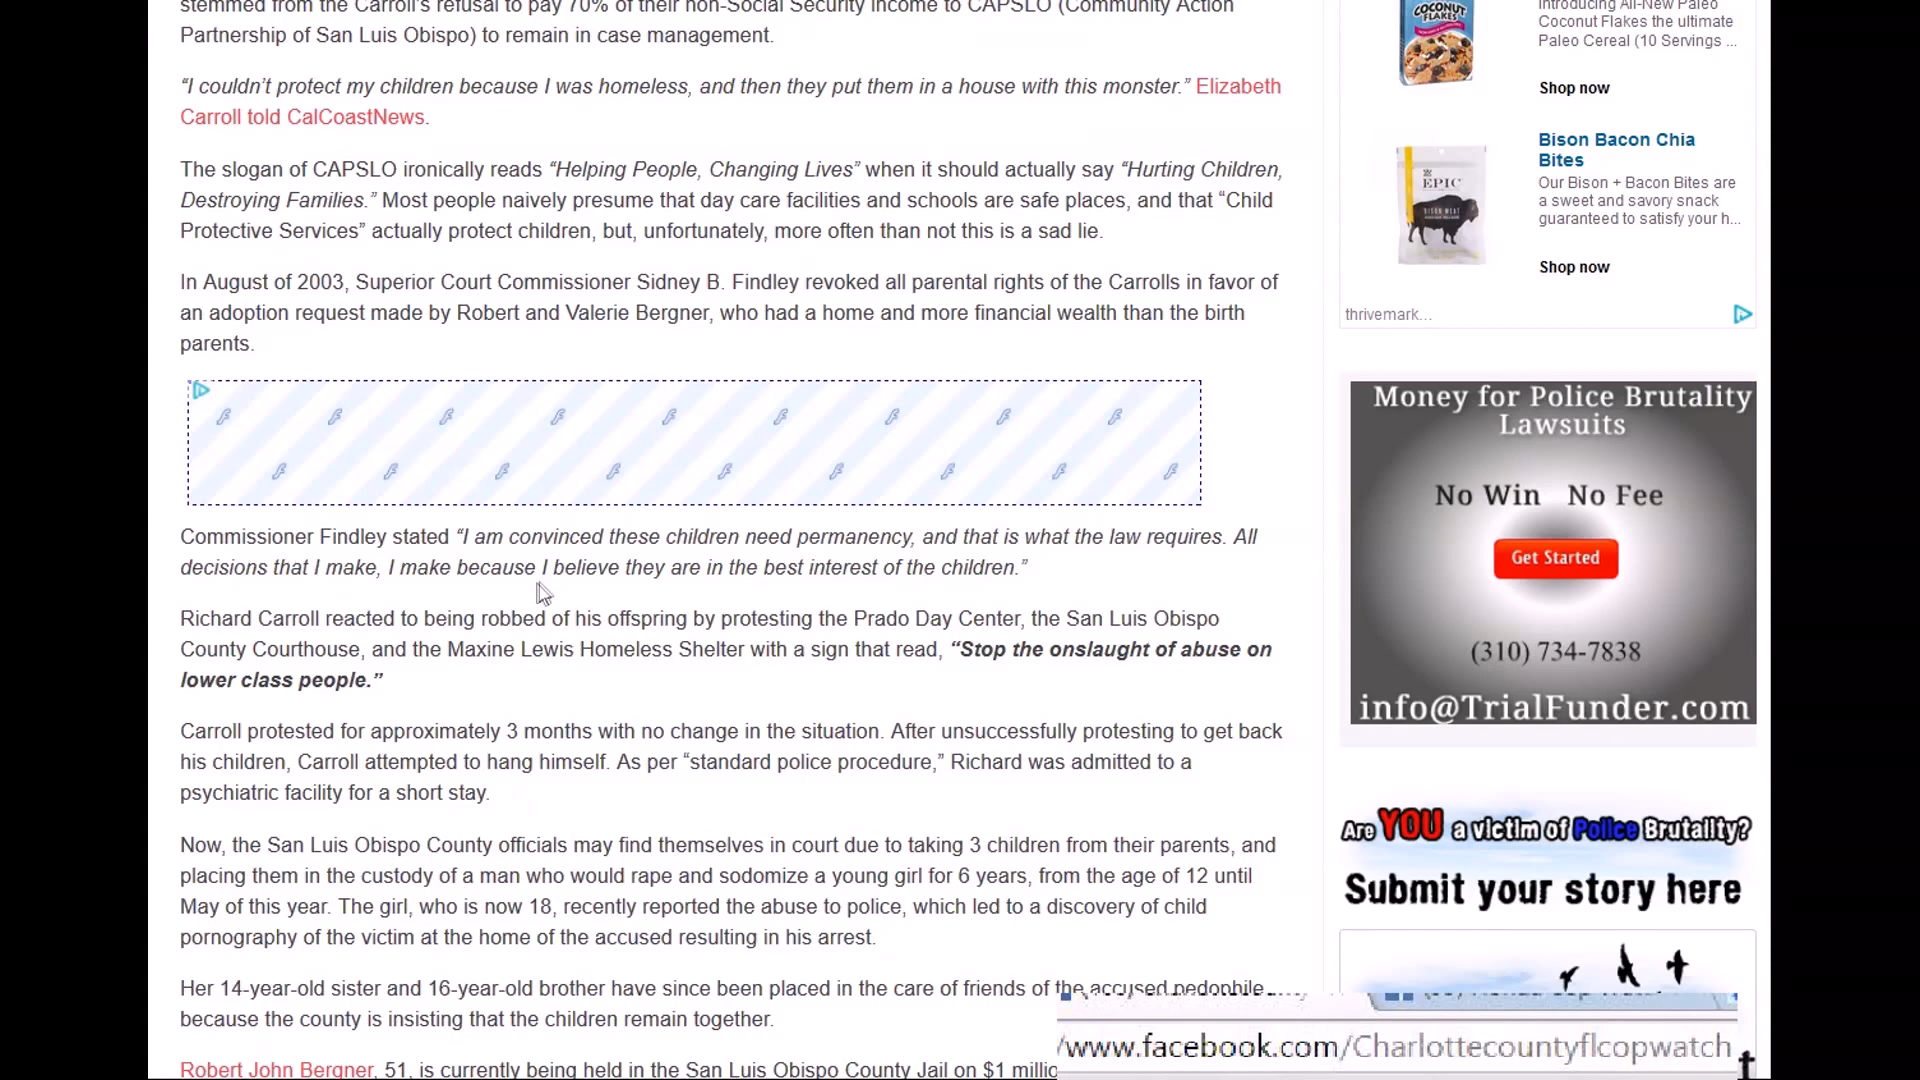 stemmed from the Carroll's refusal to pay 70% of their non-Social Security income to CAPSLO (Community Action
Partnership of San Luis Obispo) to remain in case management.
“I couldn’t protect my children because I was homeless, and then they put them in a house with this monster.” Elizabeth
Carroll told CalCoastNews.
The slogan of CAPSLO ironically reads “Helping People, Changing Lives” when it should actually say “Hurting Children,
Destroying Families.” Most people naively presume that day care facilities and schools are safe places, and that “Child
Protective Services” actually protect children, but, unfortunately, more often than not this is a sad lie.
In August of 2003, Superior Court Commissioner Sidney B. Findley revoked all parental rights of the Carrolls in favor of
an adoption request made by Robert and Valerie Bergner, who had a home and more financial wealth than the birth
parents.
Commissioner Findley stated “I am convinced these children need permanency, and that is what the law requires. All
decisions that I make, I make because I believe they are in the best interest of the children.”
Richard Carroll reacted to being robbed of his offspring by protesting the Prado Day Center, the San Luis Obispo
County Courthouse, and the Maxine Lewis Homeless Shelter with a sign that read, “Stop the onslaught of abuse on
lower class people.”
Carroll protested for approximately 3 months with no change in the situation. After unsuccessfully protesting to get back
his children, Carroll attempted to hang himself. As per “standard police procedure,” Richard was admitted to a
psychiatric facility for a short stay.
Now, the San Luis Obispo County officials may find themselves in court due to taking 3 children from their parents, and
placing them in the custody of a man who would rape and sodomize a young girl for 6 years, from the age of 12 until
May of this year. The girl, who is now 18, recently reported the abuse to police, which led to a discovery of child
pornography of the victim at the home of the accused resulting in his arrest.
Her 14-year-old sister and 16-year-old brother have since been placed in the care of friends of the accused pedophile
because the county is insisting that the children remain together.
Robert John Bergner, 51, is currently being held in the San Luis Obispo County Jail on $1 millio
COCONUT
FLAKES
Introducing All-New Paleo
Coconut Flakes the ultimate
Paleo Cereal (10 Servings ...
Shop now
EPIC
Bison Bacon Chia
Bites
Our Bison + Bacon Bites are
a sweet and savory snack
guaranteed to satisfy your h...
Shop now
thrivemark...
Money for Police Brutality
Lawsuits
No Win No Fee
Get Started
(310) 734-7838
info@TrialFunder.com
Are YOU a victim of Police Brutality?
Submit your story here
/www.facebook.com/Charlottecountyflcopwatch